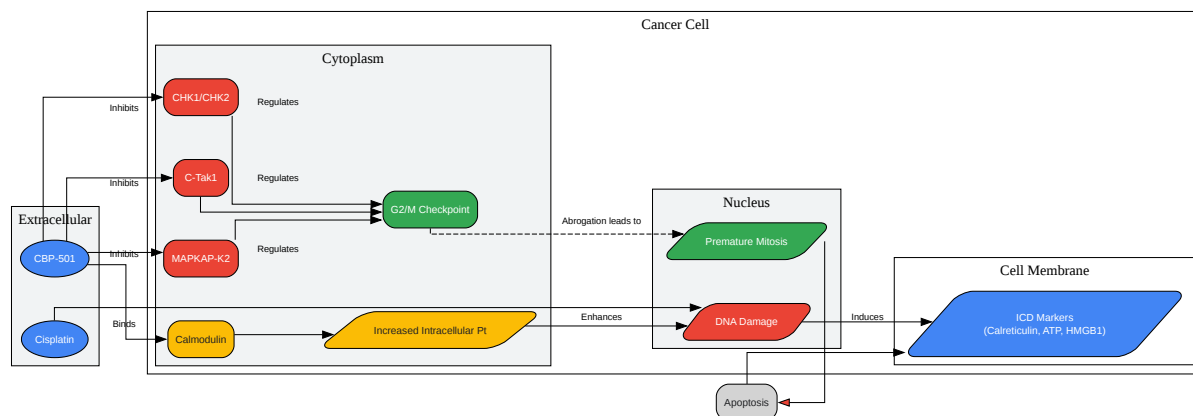 Cancer Cell
Cytoplasm
CHK1/CHK2
Inhibits
Regulates
C-Tak1
Inhibits
Regulates
G2/M Checkpoint
Extracellular
CBP-501
Inhibits
MAPKAP-K2
Regulates
Abrogation leads to
Nucleus
Premature Mitosis
Cell Membrane
Cisplatin
Binds
Calmodulin
Increased Intracellular Pt
Enhances
DNA Damage
Induces
ICD Markers
(Calreticulin, ATP, HMGB1)
Apoptosis